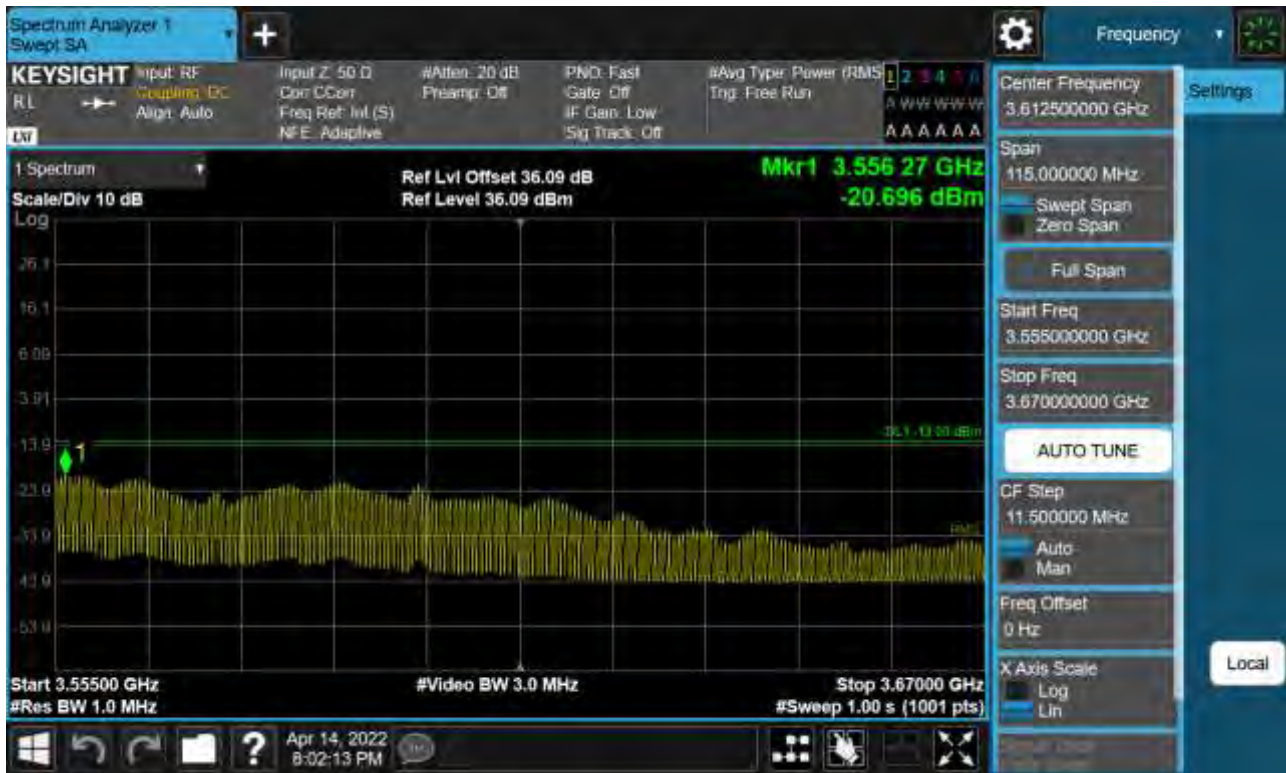 Spectrum Analyzer 1
Swept SA
Frequency
KEYSIGHT
RL
Input: RF
Coupling: DC
Align: Auto
Input Z: 50 Ω
Corr CCorr
Freq Ref: Int (S)
NFE: Adaptive
#Atten: 20 dB
Preamp: Off
PNO: Fast
Gate: Off
IF Gain: Low
Sig Track: Off
#Avg Type: Power (RMS
Trig: Free Run
1 2 3 4 5 6
A W W W W W
A A A A A A
1 Spectrum
Scale/Div 10 dB
Log
Ref Lvl Offset 36.09 dB
Ref Level 36.09 dBm
Mkr1 3.556 27 GHz
-20.696 dBm
26.1
16.1
6.09
-3.91
-13.9
-23.9
-33.9
-43.9
-53.9
1
DL1 -13.00 dBm
RMS
Start 3.55500 GHz
#Res BW 1.0 MHz
#Video BW 3.0 MHz
Stop 3.67000 GHz
#Sweep 1.00 s (1001 pts)
Center Frequency
3.612500000 GHz
Settings
Span
115.000000 MHz
Swept Span
Zero Span
Full Span
Start Freq
3.555000000 GHz
Stop Freq
3.670000000 GHz
AUTO TUNE
CF Step
11.500000 MHz
Auto
Man
Freq Offset
0 Hz
X Axis Scale
Log
Lin
Local
?
Apr 14, 2022
8:02:13 PM